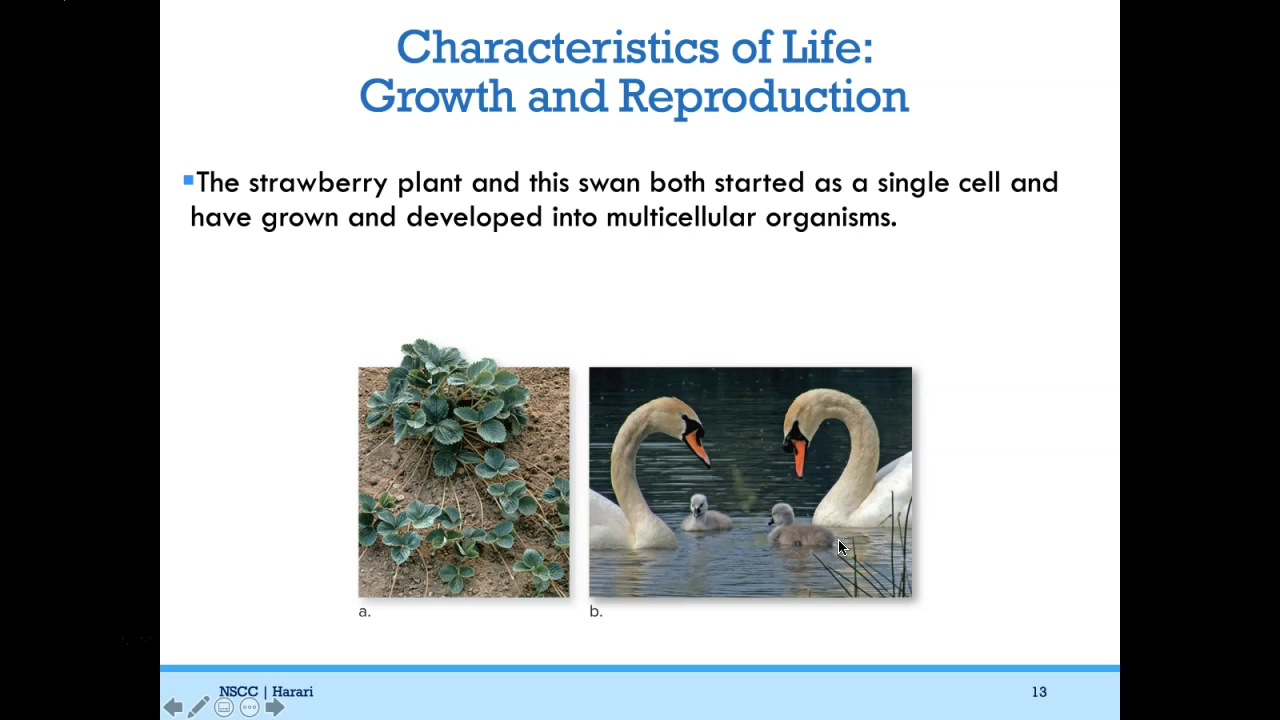 Characteristics of Life:
Growth and Reproduction
▪The strawberry plant and this swan both started as a single cell and
have grown and developed into multicellular organisms.
a.
b.
NSCC | Harari
13